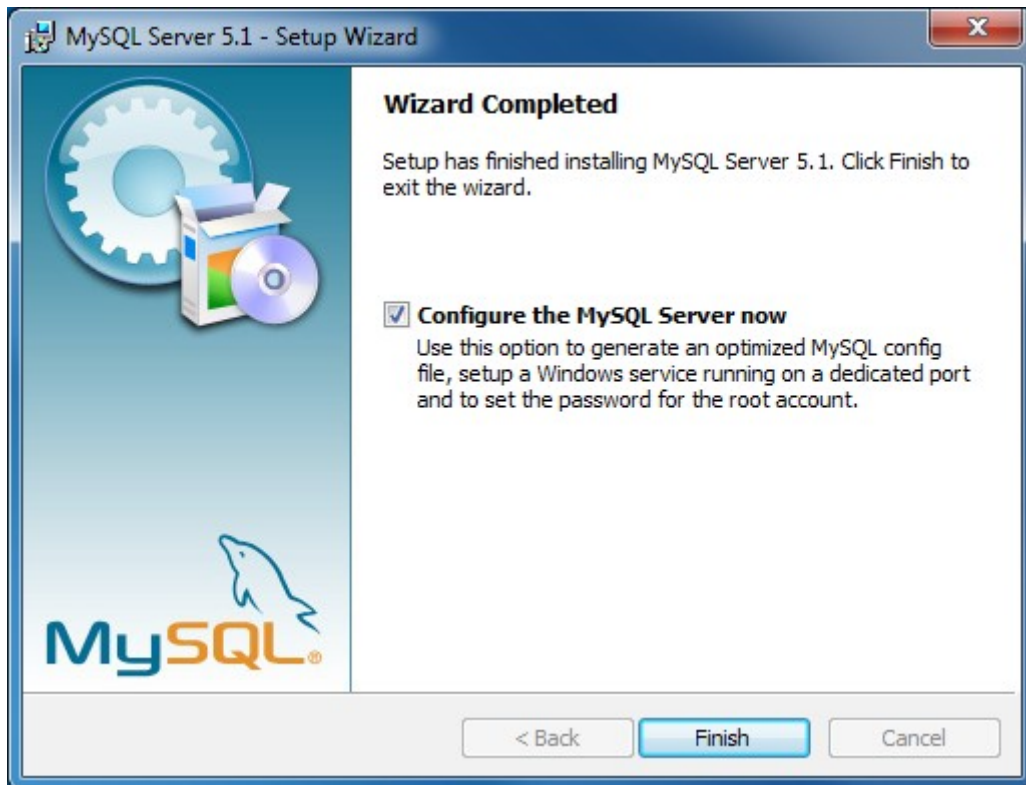 MySQL Server 5.1 - Setup Wizard
Wizard Completed
Setup has finished installing MySQL Server 5.1. Click Finish to
exit the wizard.
Configure the MySQL Server now
Use this option to generate an optimized MySQL config
file, setup a Windows service running on a dedicated port
and to set the password for the root account.
MySQL®
< Back
Finish
Cancel